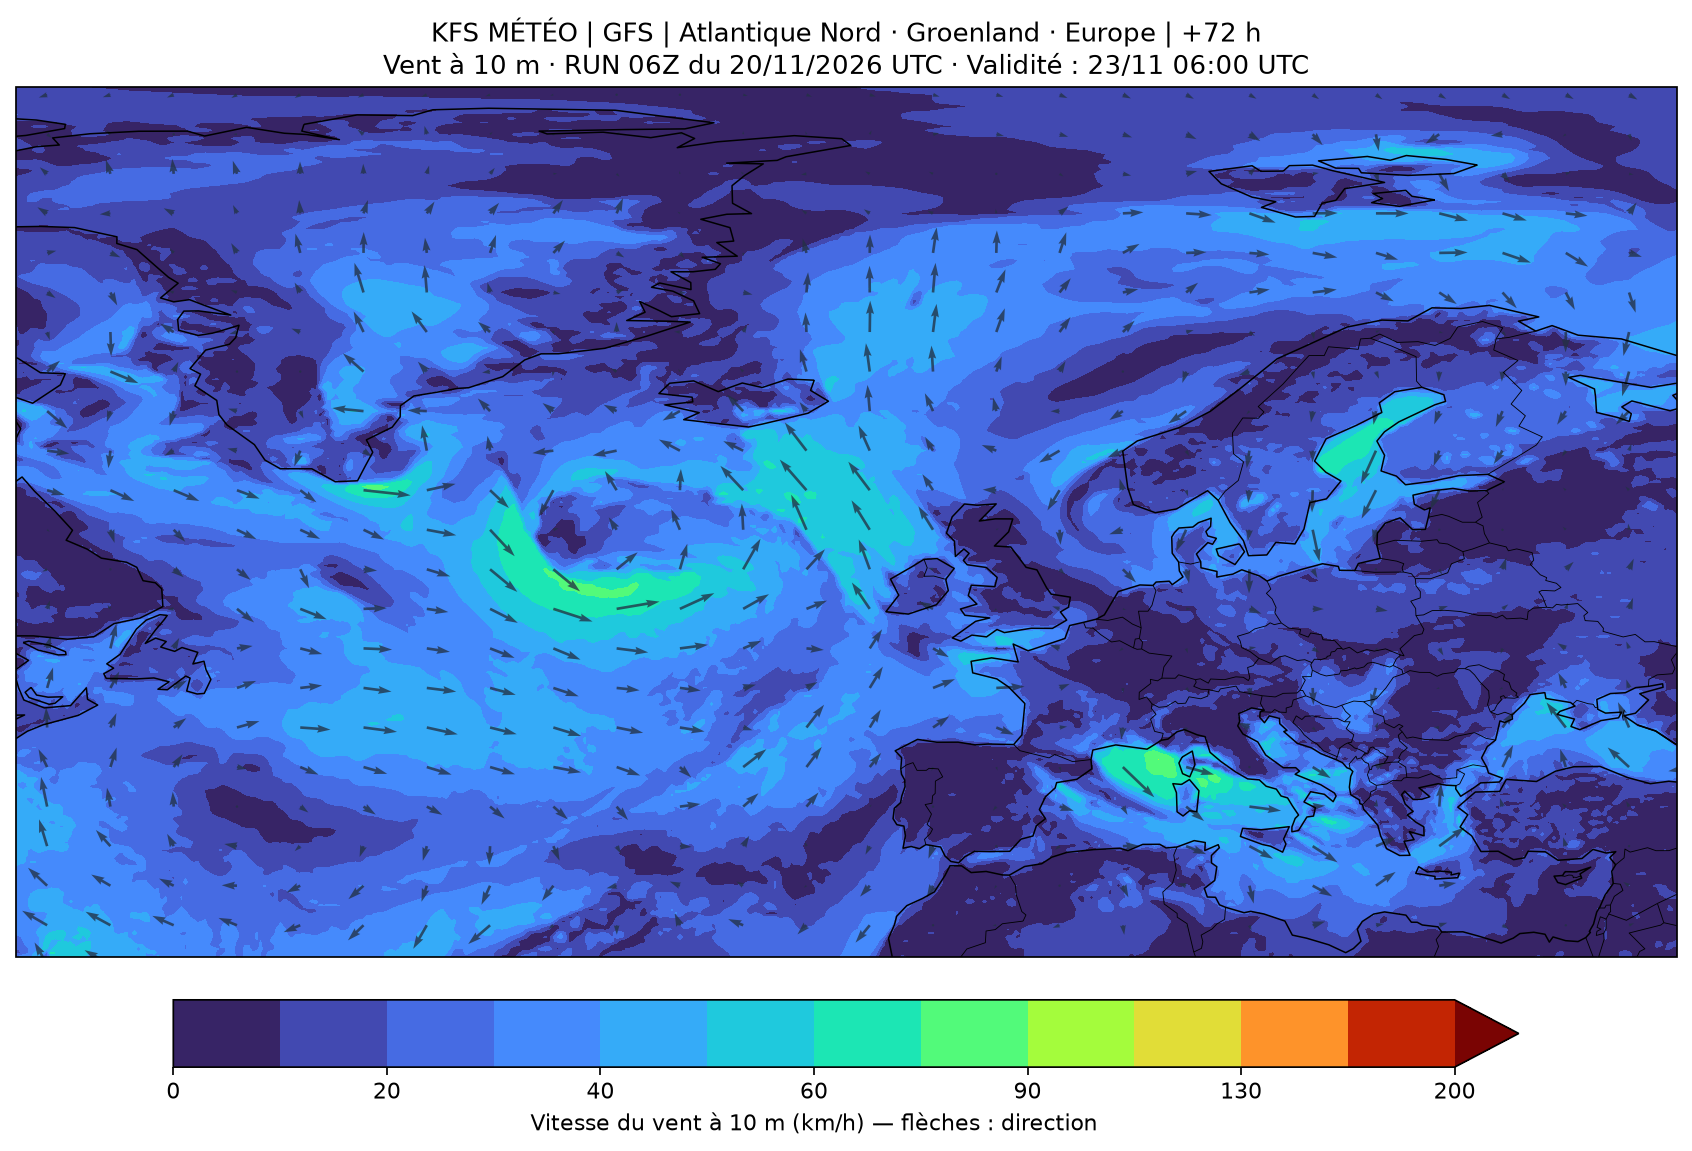 KFS MÉTÉO | GFS | Atlantique Nord · Groenland · Europe | +72 h
Vent à 10 m · RUN 06Z du 20/11/2026 UTC · Validité : 23/11 06:00 UTC
0 20 40 60 90 130 200
Vitesse du vent à 10 m (km/h) — flèches : direction